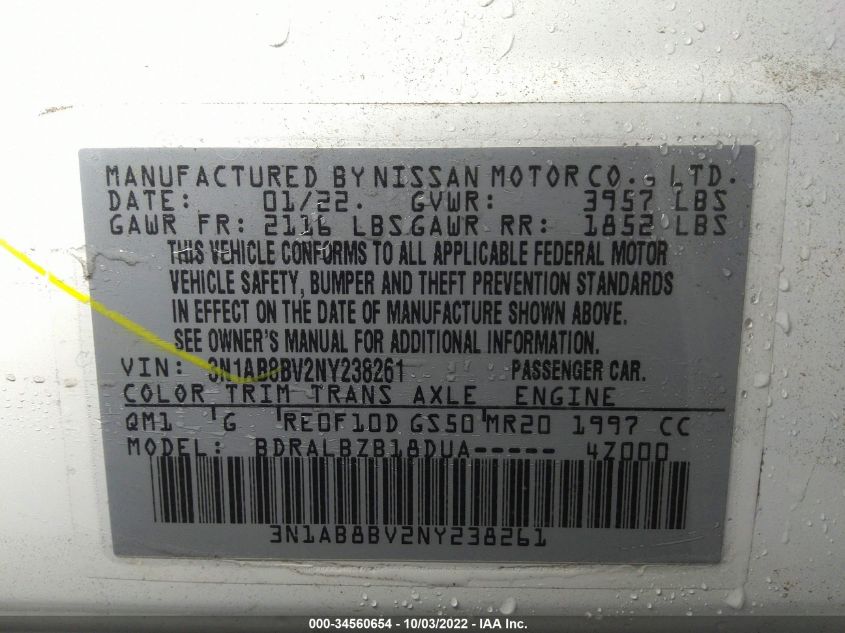 MANUFACTURED BY NISSAN MOTOR CO., LTD.
DATE: 01/22. GVWR: 3957 LBS
GAWR FR: 2116 LBS GAWR RR: 1852 LBS
THIS VEHICLE CONFORMS TO ALL APPLICABLE FEDERAL MOTOR
VEHICLE SAFETY, BUMPER AND THEFT PREVENTION STANDARDS
IN EFFECT ON THE DATE OF MANUFACTURE SHOWN ABOVE.
SEE OWNER'S MANUAL FOR ADDITIONAL INFORMATION.
VIN: 3N1AB8BV2NY238261 PASSENGER CAR.
COLOR TRIM TRANS AXLE ENGINE
QM1 G RE0F10D GS50 MR20 1997 CC
MODEL: BDRALBZB18DUA----- 4Z000
3N1AB8BV2NY238261
000-34560654 - 10/03/2022 - IAA Inc.